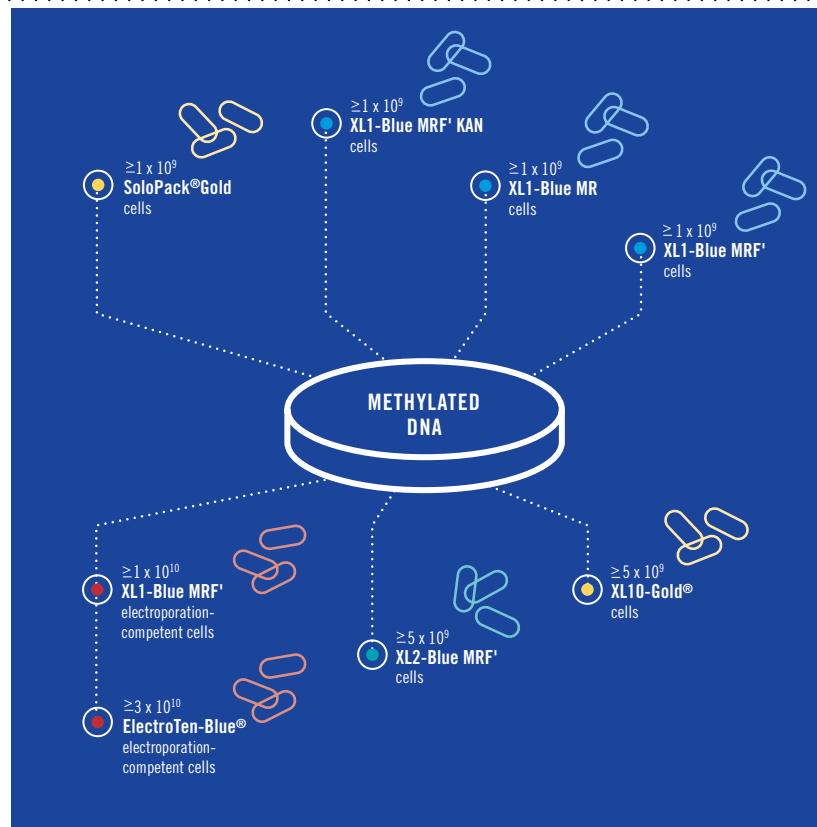 ≥1 x 10⁹
XL1-Blue MRF' KAN
cells
≥1 x 10⁹
SoloPack®Gold
cells
≥1 x 10⁹
XL1-Blue MR
cells
≥ 1 x 10⁹
XL1-Blue MRF'
cells
METHYLATED
DNA
≥1 x 10¹⁰
XL1-Blue MRF'
electroporation-
competent cells
≥5 x 10⁹
XL10-Gold®
cells
≥5 x 10⁹
XL2-Blue MRF'
cells
≥3 x 10¹⁰
ElectroTen-Blue®
electroporation-
competent cells